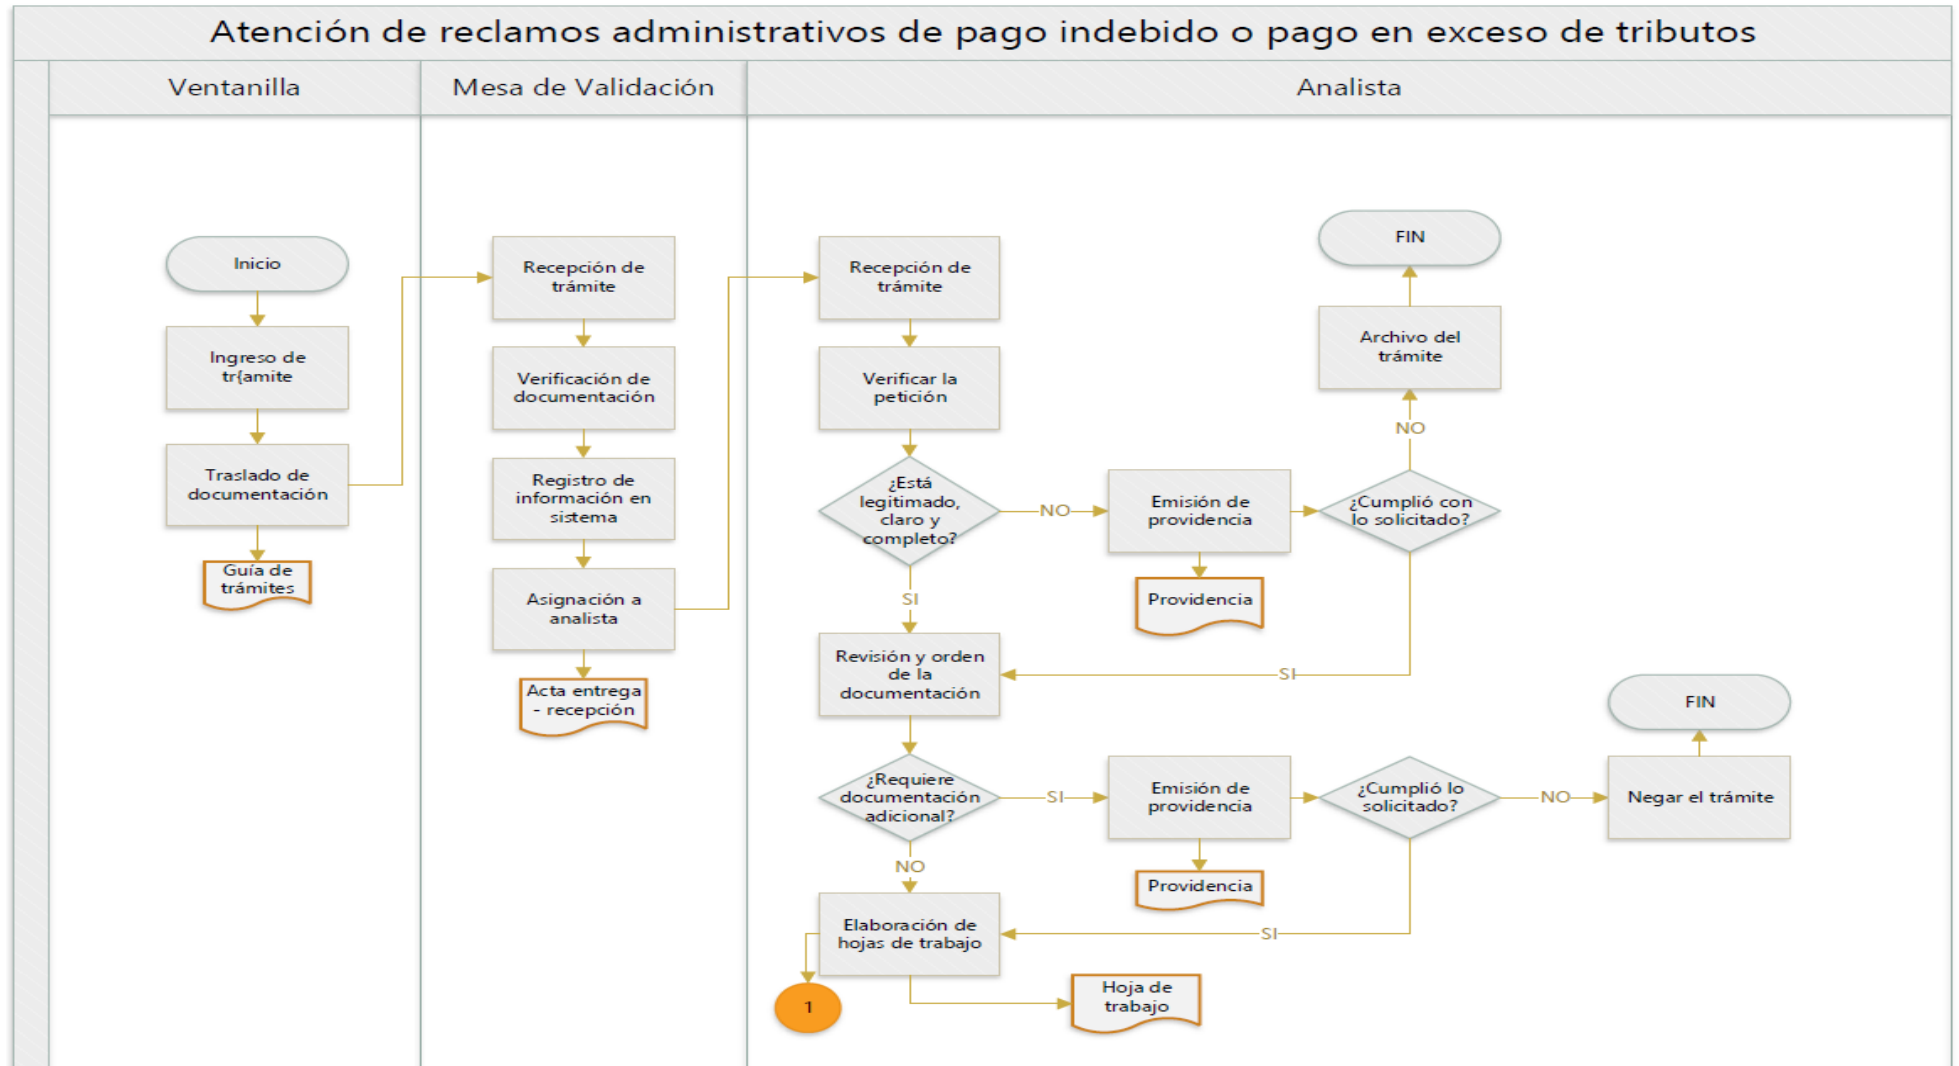 Atención de reclamos administrativos de pago indebido o pago en exceso de tributos
Ventanilla
Mesa de Validación
Analista
Inicio
Ingreso de
tr{amite
Traslado de
documentación
Guía de
trámites
Recepción de
trámite
Verificación de
documentación
Registro de
información en
sistema
Asignación a
analista
Acta entrega
- recepción
Recepción de
trámite
Verificar la
petición
¿Está
legitimado,
claro y
completo?
NO
Emisión de
providencia
Providencia
¿Cumplió con
lo solicitado?
NO
Archivo del
trámite
FIN
SI
SI
Revisión y orden
de la
documentación
¿Requiere
documentación
adicional?
SI
Emisión de
providencia
Providencia
¿Cumplió lo
solicitado?
NO
Negar el trámite
FIN
NO
SI
Elaboración de
hojas de trabajo
1
Hoja de
trabajo